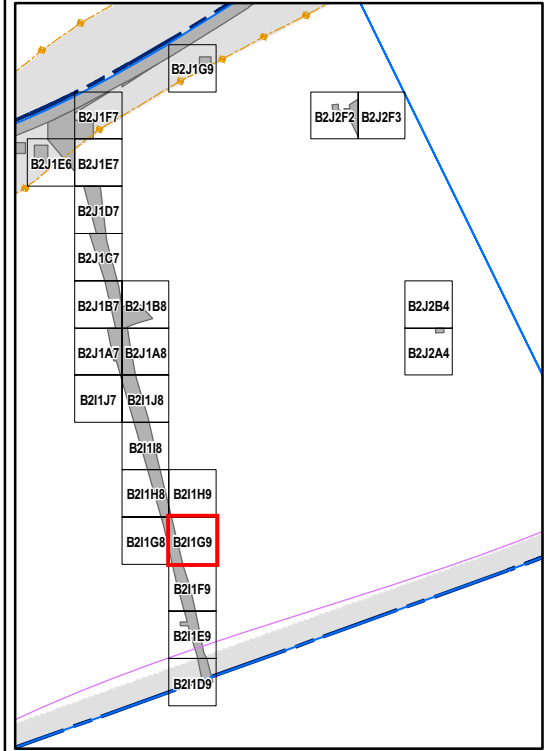 B2J1G9
B2J1F7
B2J2F2 B2J2F3
B2J1E6 B2J1E7
B2J1D7
B2J1C7
B2J1B7 B2J1B8 B2J2B4
B2J1A7 B2J1A8 B2J2A4
B2I1J7 B2I1J8
B2I1I8
B2I1H8 B2I1H9
B2I1G8 B2I1G9
B2I1F9
B2I1E9
B2I1D9